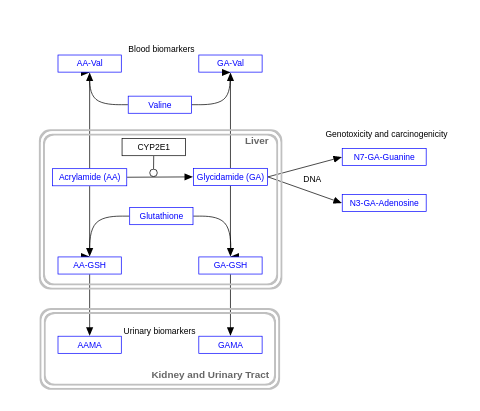 Blood biomarkers
AA-Val
GA-Val
Valine
Genotoxicity and carcinogenicity
Liver
CYP2E1
N7-GA-Guanine
Acrylamide (AA)
Glycidamide (GA)
DNA
N3-GA-Adenosine
Glutathione
AA-GSH
GA-GSH
Urinary biomarkers
AAMA
GAMA
Kidney and Urinary Tract